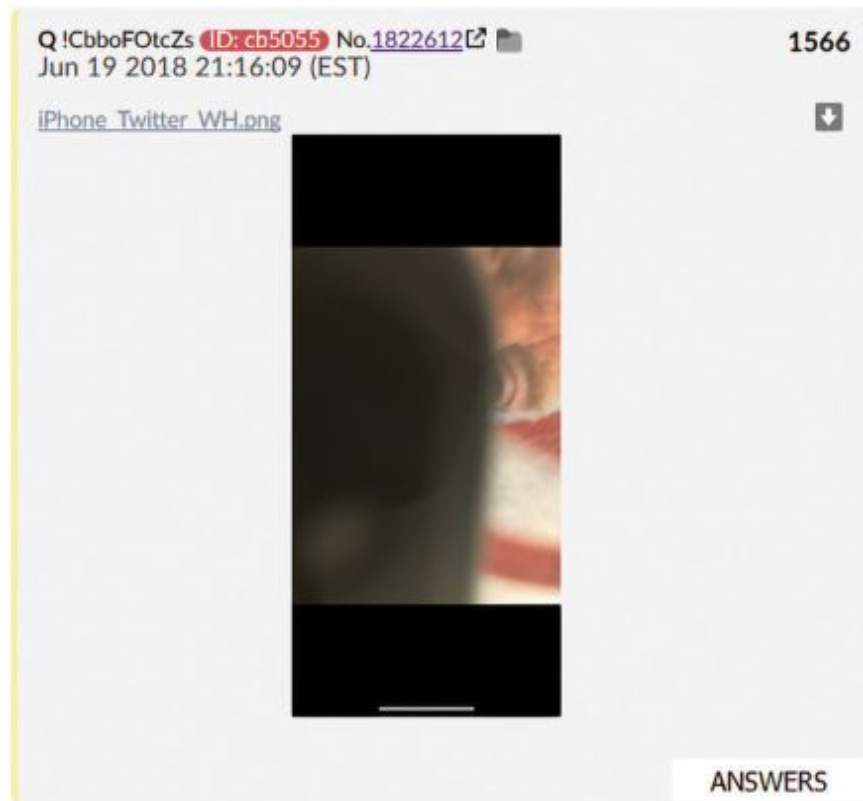 Q !CbboFOtcZs ID: cb5055 No.1822612 1566
Jun 19 2018 21:16:09 (EST)
iPhone_Twitter_WH.png
ANSWERS